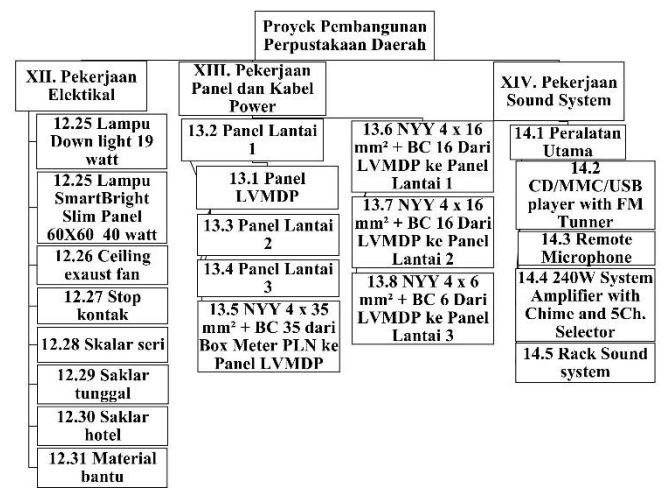 Proyek Pembangunan
Perpustakaan Daerah
XII. Pekerjaan
Elektikal
12.25 Lampu
Down light 19
watt
12.25 Lampu
SmartBright
Slim Panel
60X60 40 watt
12.26 Ceiling
exaust fan
12.27 Stop
kontak
12.28 Skalar seri
12.29 Saklar
tunggal
12.30 Saklar
hotel
12.31 Material
bantu
XIII. Pekerjaan
Panel dan Kabel
Power
13.2 Panel Lantai
1
13.1 Panel
LVMDP
13.3 Panel Lantai
2
13.4 Panel Lantai
3
13.5 NYY 4 x 35
mm² + BC 35 dari
Box Meter PLN ke
Panel LVMDP
13.6 NYY 4 x 16
mm² + BC 16 Dari
LVMDP ke Panel
Lantai 1
13.7 NYY 4 x 16
mm² + BC 16 Dari
LVMDP ke Panel
Lantai 2
13.8 NYY 4 x 6
mm² + BC 6 Dari
LVMDP ke Panel
Lantai 3
XIV. Pekerjaan
Sound System
14.1 Peralatan
Utama
14.2
CD/MMC/USB
player with FM
Tunner
14.3 Remote
Microphone
14.4 240W System
Amplifier with
Chime and 5Ch.
Selector
14.5 Rack Sound
system